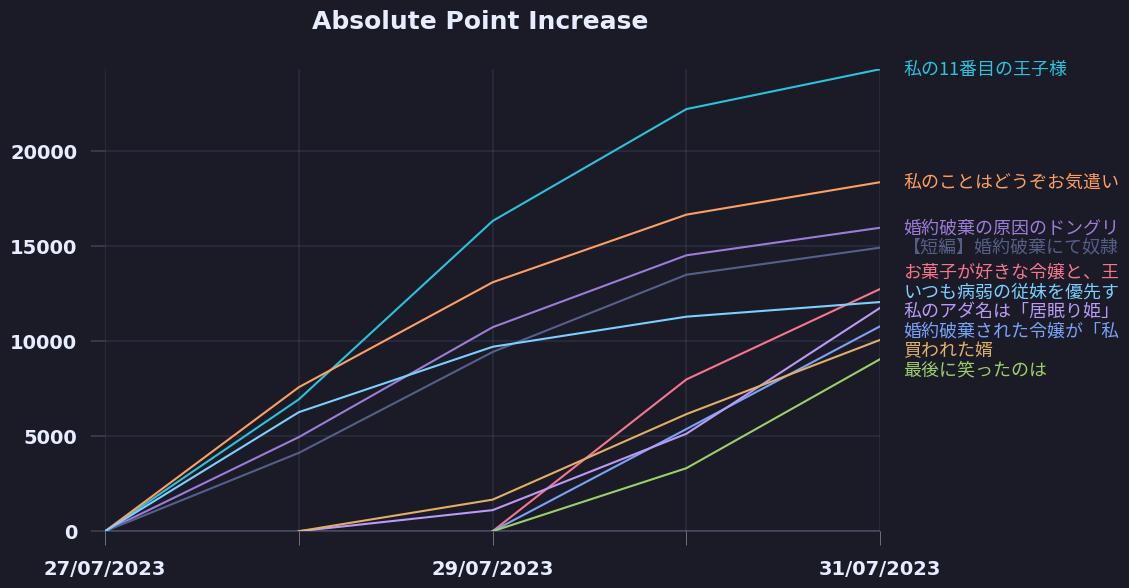 Absolute Point Increase
私の11番目の王子様
20000
私のことはどうぞお気遣い
婚約破棄の原因のドングリ
15000
【短編】婚約破棄にて奴隷
お菓子が好きな令嬢と、王
いつも病弱の従妹を優先す
私のアダ名は「居眠り姫」
10000
婚約破棄された令嬢が「私
買われた婿
最後に笑ったのは
5000
0
27/07/2023
29/07/2023
31/07/2023